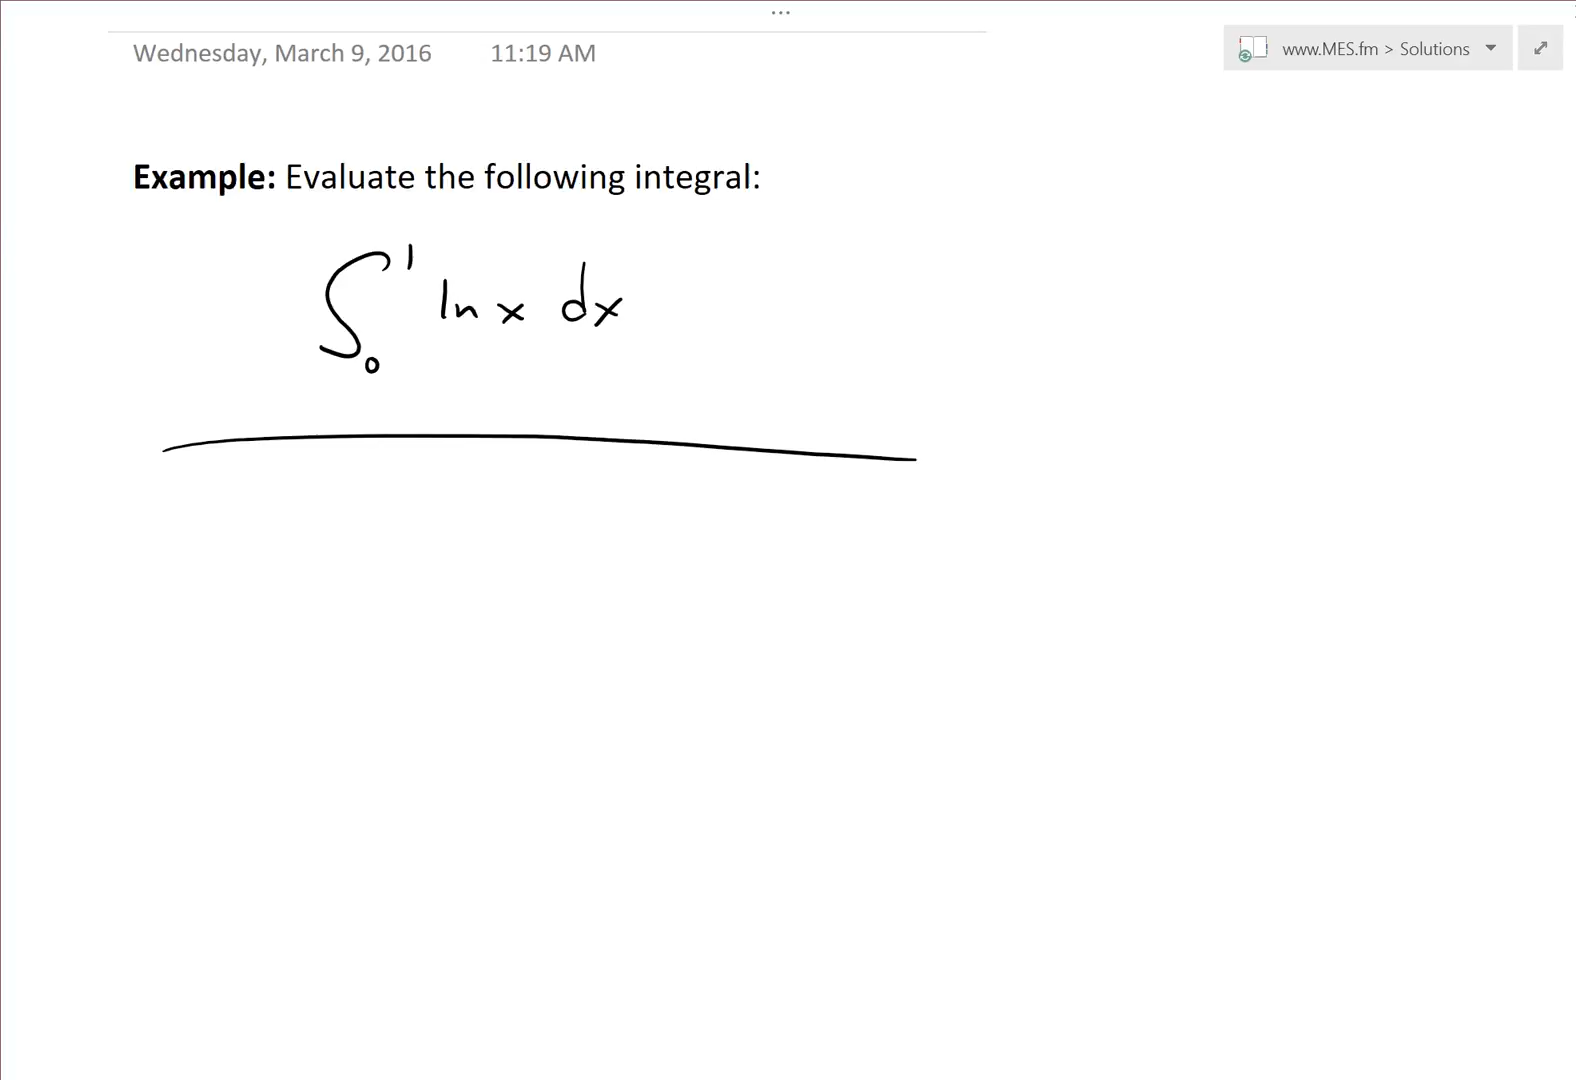 ...
Wednesday, March 9, 2016 11:19 AM
www.MES.fm > Solutions
Example: Evaluate the following integral:
∫₀¹ ln x dx